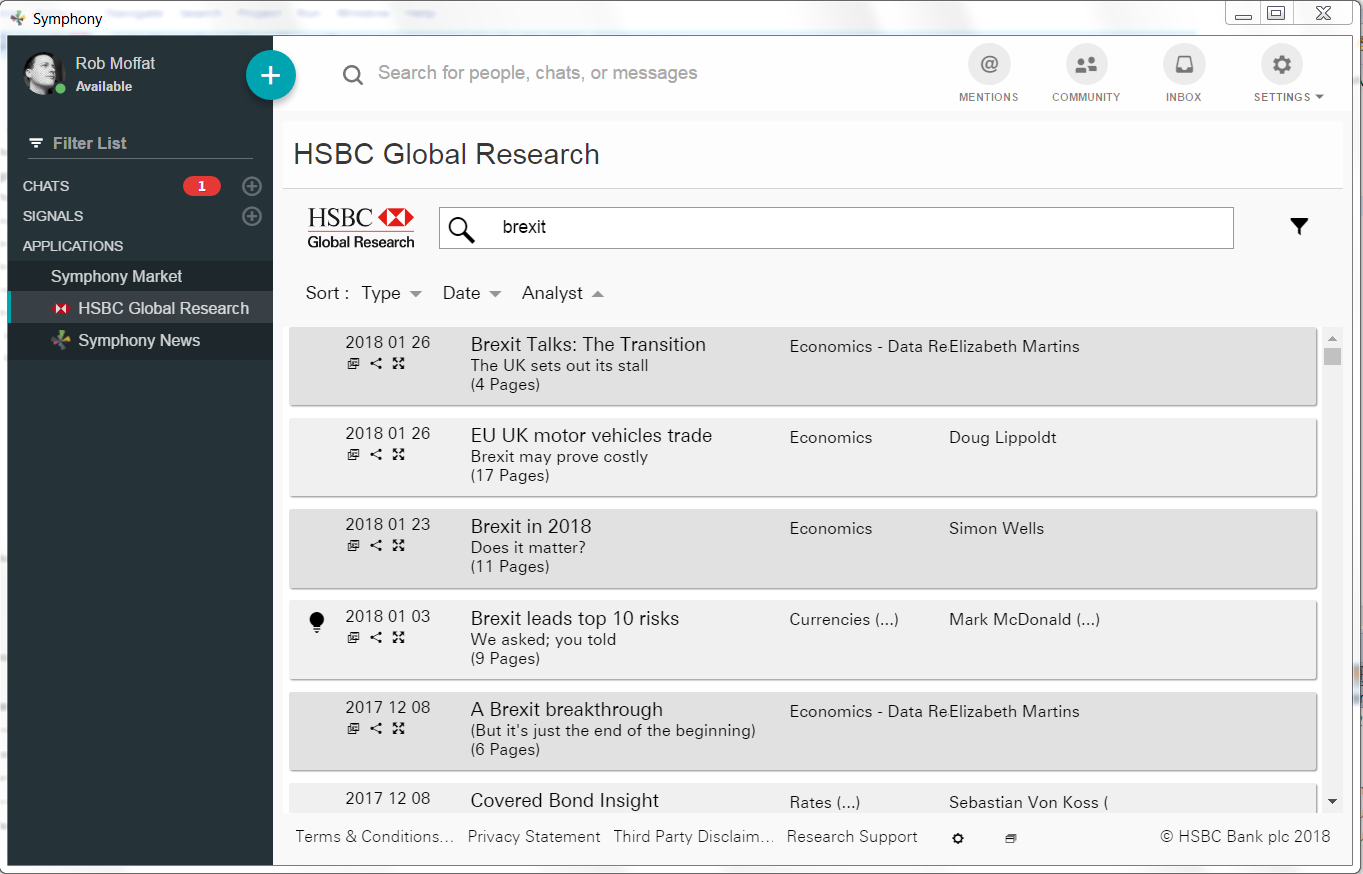 Symphony
Rob Moffat
Available
+
Search for people, chats, or messages
@
MENTIONS
COMMUNITY
INBOX
SETTINGS
Filter List
CHATS
1
SIGNALS
APPLICATIONS
Symphony Market
HSBC Global Research
Symphony News
HSBC Global Research
HSBC
Global Research
brexit
Sort : Type Date Analyst
2018 01 26
Brexit Talks: The Transition
The UK sets out its stall
(4 Pages)
Economics - Data Re
Elizabeth Martins
2018 01 26
EU UK motor vehicles trade
Brexit may prove costly
(17 Pages)
Economics
Doug Lippoldt
2018 01 23
Brexit in 2018
Does it matter?
(11 Pages)
Economics
Simon Wells
2018 01 03
Brexit leads top 10 risks
We asked; you told
(9 Pages)
Currencies (...)
Mark McDonald (...)
2017 12 08
A Brexit breakthrough
(But it's just the end of the beginning)
(6 Pages)
Economics - Data Re
Elizabeth Martins
2017 12 08
Covered Bond Insight
Rates (...)
Sebastian Von Koss (
Terms & Conditions... Privacy Statement Third Party Disclaim... Research Support © HSBC Bank plc 2018